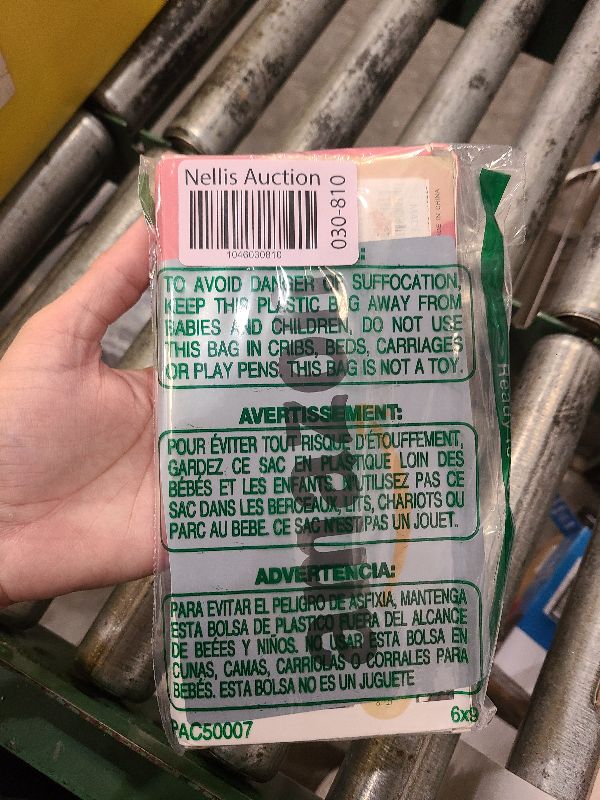 Nellis Auction
1046030810
030-810
MADE IN CHINA
TO AVOID DANGER OF SUFFOCATION,
KEEP THIS PLASTIC BAG AWAY FROM
BABIES AND CHILDREN, DO NOT USE
THIS BAG IN CRIBS, BEDS, CARRIAGES
OR PLAY PENS. THIS BAG IS NOT A TOY.
AVERTISSEMENT:
POUR ÉVITER TOUT RISQUE D'ÉTOUFFEMENT,
GARDEZ CE SAC EN PLASTIQUE LOIN DES
BÉBÉS ET LES ENFANTS. N'UTILISEZ PAS CE
SAC DANS LES BERCEAUX, LITS, CHARIOTS OU
PARC AU BEBE. CE SAC N'EST PAS UN JOUET.
ADVERTENCIA:
PARA EVITAR EL PELIGRO DE ASFIXIA, MANTENGA
ESTA BOLSA DE PLASTICO FUERA DEL ALCANCE
DE BEÉES Y NIÑOS. NO USAR ESTA BOLSA EN
CUNAS, CAMAS, CARRIOLAS O CORRALES PARA
BEBÉS. ESTA BOLSA NO ES UN JUGUETE
PAC50007
6x9
amazon